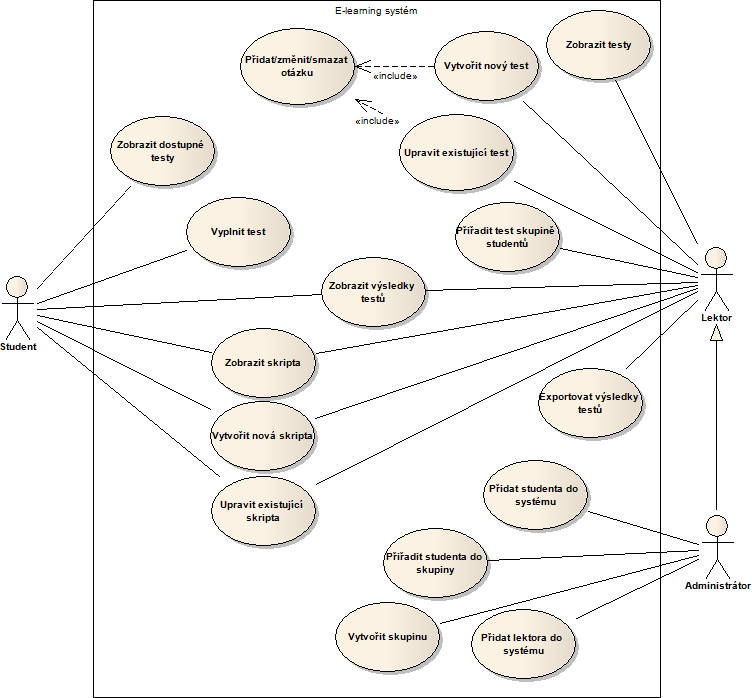 E-learning systém
Přidat/změnit/smazat
otázku
«include»
Vytvořit nový test
Zobrazit testy
«include»
Zobrazit dostupné
testy
Upravit existující test
Vyplnit test
Přiřadit test skupině
studentů
Zobrazit výsledky
testů
Student
Lektor
Zobrazit skripta
Exportovat výsledky
testů
Vytvořit nová skripta
Upravit existující
skripta
Přidat studenta do
systému
Přiřadit studenta do
skupiny
Administrátor
Vytvořit skupinu
Přidat lektora do
systému